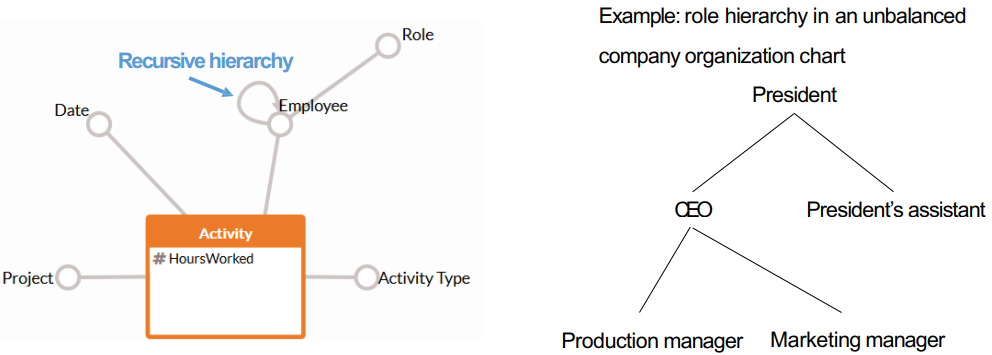 Role
Recursive hierarchy
Employee
Date
Activity
# HoursWorked
Project
Activity Type
Example: role hierarchy in an unbalanced
company organization chart
President
CEO
President's assistant
Production manager
Marketing manager